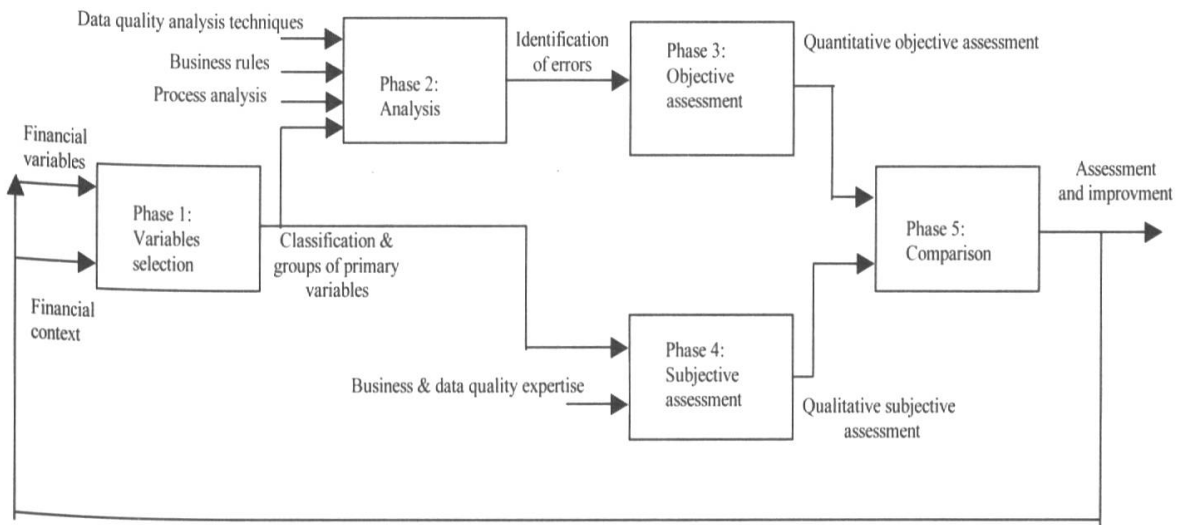 Data quality analysis techniques
Business rules
Process analysis
Phase 2:
Analysis
Identification
of errors
Phase 3:
Objective
assessment
Quantitative objective assessment
Financial
variables
Phase 1:
Variables
selection
Financial
context
Classification &
groups of primary
variables
Business & data quality expertise
Phase 4:
Subjective
assessment
Qualitative subjective
assessment
Phase 5:
Comparison
Assessment
and improvment